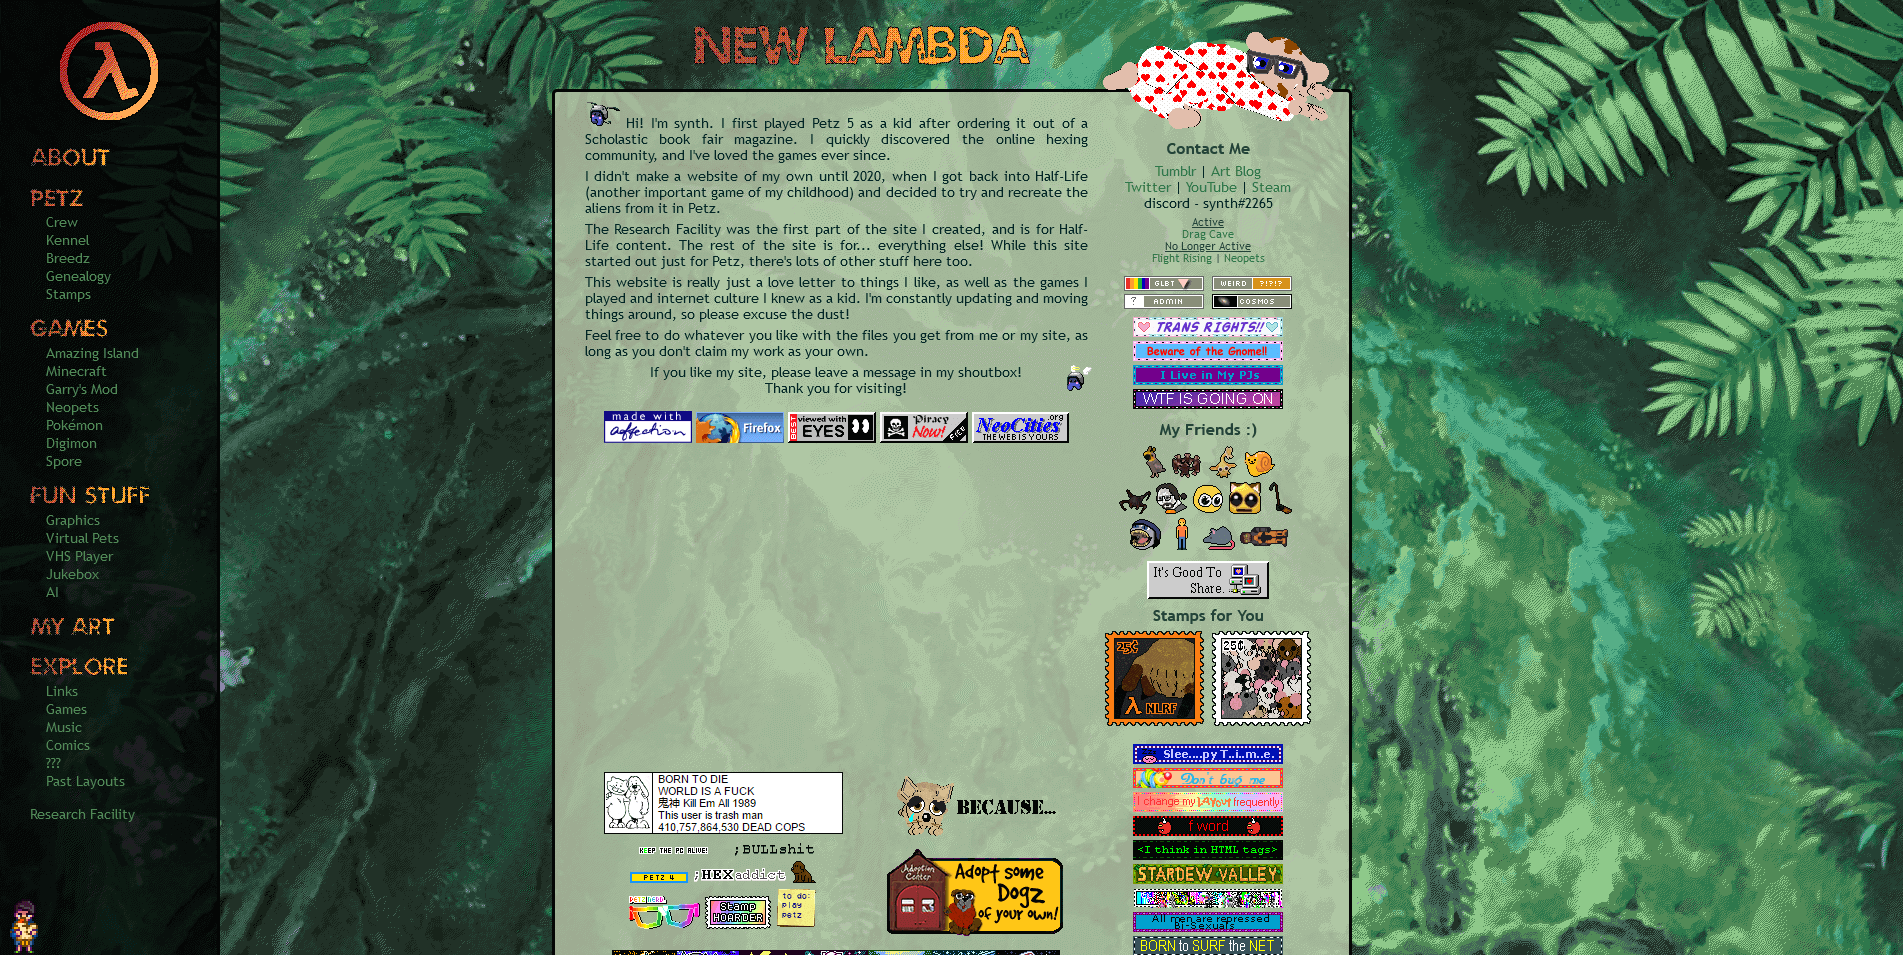 NEW LAMBDA
ABOUT
PETZ
Crew
Kennel
Breedz
Genealogy
Stamps
GAMES
Amazing Island
Minecraft
Garry's Mod
Neopets
Pokémon
Digimon
Spore
FUN STUFF
Graphics
Virtual Pets
VHS Player
Jukebox
AI
MY ART
EXPLORE
Links
Games
Music
Comics
???
Past Layouts
Research Facility
Hi! I'm synth. I first played Petz 5 as a kid after ordering it out of a
Scholastic book fair magazine. I quickly discovered the online hexing
community, and I've loved the games ever since.
I didn't make a website of my own until 2020, when I got back into Half-Life
(another important game of my childhood) and decided to try and recreate the
aliens from it in Petz.
The Research Facility was the first part of the site I created, and is for Half-
Life content. The rest of the site is for... everything else! While this site
started out just for Petz, there's lots of other stuff here too.
This website is really just a love letter to things I like, as well as the games I
played and internet culture I knew as a kid. I'm constantly updating and moving
things around, so please excuse the dust!
Feel free to do whatever you like with the files you get from me or my site, as
long as you don't claim my work as your own.
If you like my site, please leave a message in my shoutbox!
Thank you for visiting!
made with
affection
Firefox
BEST
viewed with
EYES
Piracy
Now!
FREE
NeoCities
.org
THE WEB IS YOURS
BORN TO DIE
WORLD IS A FUCK
鬼神 Kill Em All 1989
This user is trash man
410,757,864,530 DEAD COPS
BECAUSE...
KEEP THE PC ALIVE!
;BULLshit
PETZ 4
;HEXaddict
PETZ NERD
Stamp
HOARDER
to do:
play
petz
Adoption
Center
Adopt some
Dogz
of your own!
Contact Me
Tumblr | Art Blog
Twitter | YouTube | Steam
discord - synth#2265
Active
Drag Cave
No Longer Active
Flight Rising | Neopets
GLBT
WEIRD ?!?!?
? ADMIN
COSMOS
TRANS RIGHTS!!
Beware of the Gnome!!
I Live in My PJs
WTF IS GOING ON
My Friends :)
It's Good To
Share.
Stamps for You
25¢
NLRF
25¢
Slee....py T..i..m..e.
Don't bug me
I change my LAYOUT frequently
f word
<I think in HTML tags>
STARDEW VALLEY
All men are repressed
Bi-Sexuals
BORN to SURF the NET